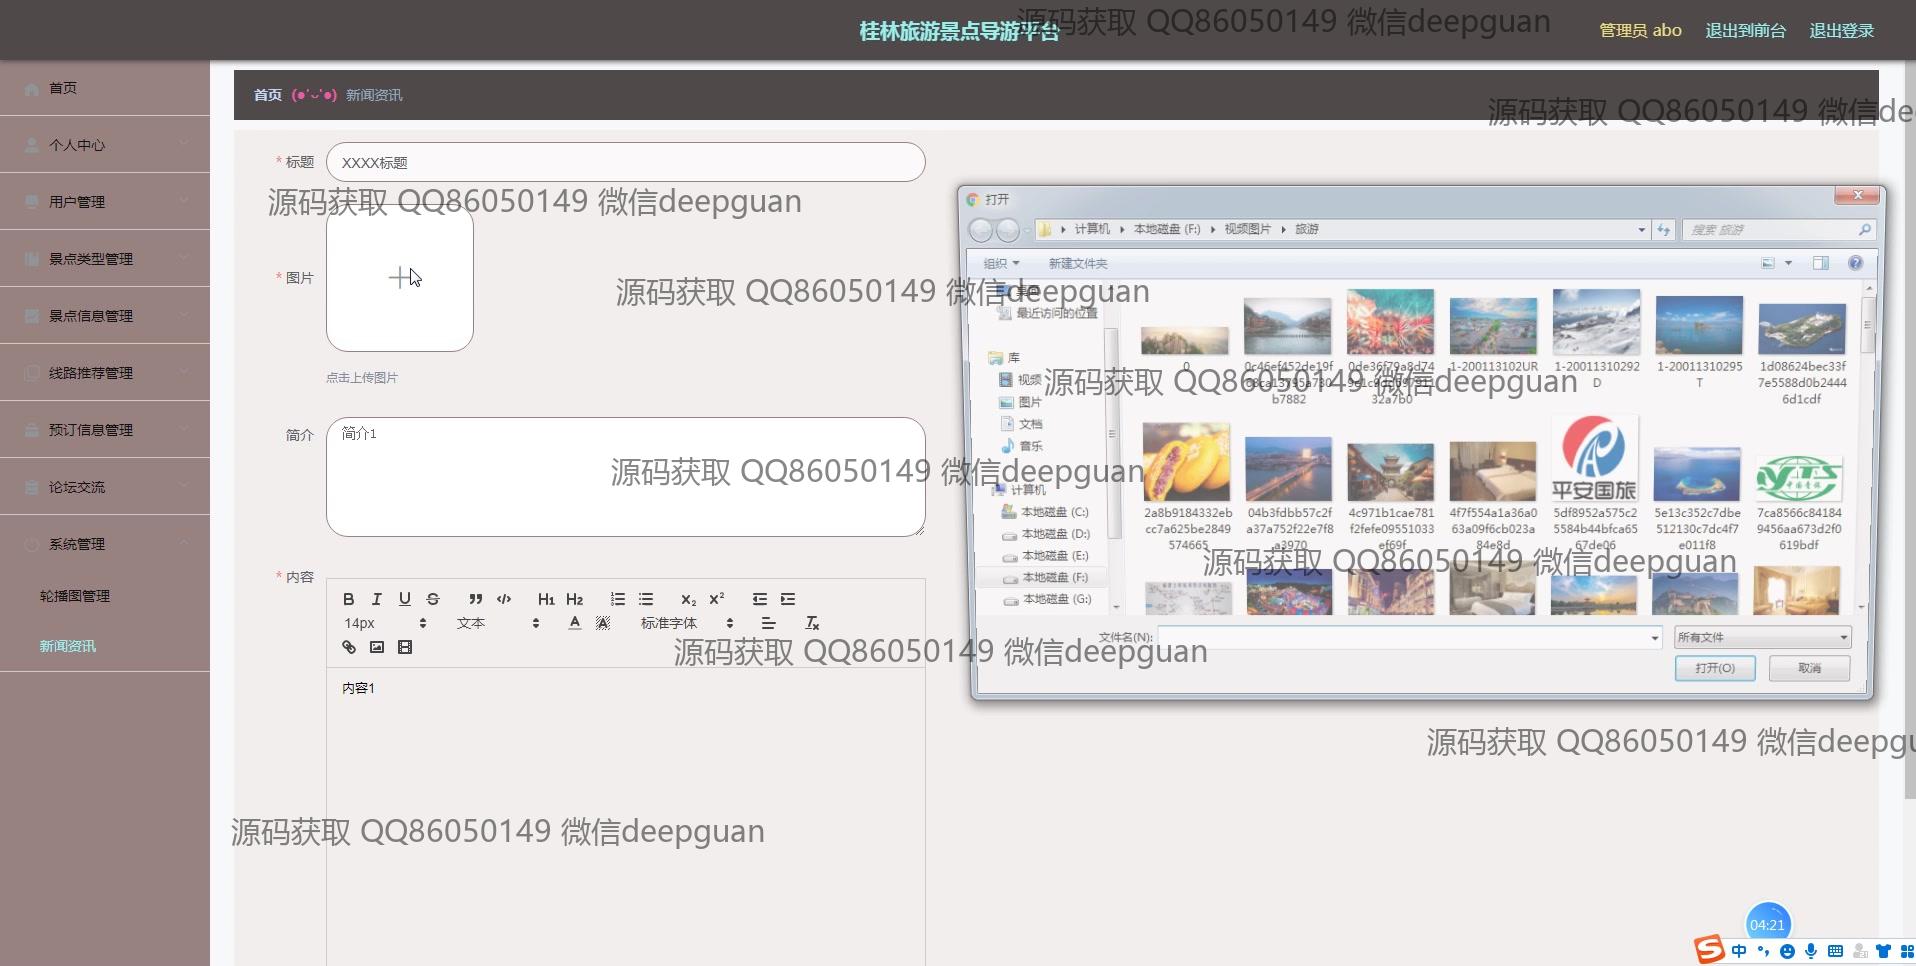 桂林旅游景点导游平台
源码获取 QQ86050149 微信deepguan
管理员 abo
退出到前台
退出登录
首页
个人中心
用户管理
景点类型管理
景点信息管理
线路推荐管理
预订信息管理
论坛交流
系统管理
轮播图管理
新闻资讯
首页 (●'◡'●) 新闻资讯
源码获取 QQ86050149 微信de
* 标题
XXXX标题
源码获取 QQ86050149 微信deepguan
* 图片
点击上传图片
源码获取 QQ86050149 微信deepguan
简介
简介1
源码获取 QQ86050149 微信deepguan
* 内容
B I U S ” </> H1 H2 X2 X2
14px 文本 A A 标准字体 Tx
内容1
源码获取 QQ86050149 微信deepguan
源码获取 QQ86050149 微信deepguan
打开
计算机 本地磁盘 (F:) 视频图片 旅游
搜索 旅游
组织 新建文件夹
桌面
最近访问的位置
库
视频
图片
文档
音乐
计算机
本地磁盘 (C:)
本地磁盘 (D:)
本地磁盘 (E:)
本地磁盘 (F:)
本地磁盘 (G:)
0
0c46ef452de19f
b7882
0de36f79a8d74
32a7b0
1-200113102UR
1-20011310292
D
1-20011310295
T
1d08624bec33f
7e5588d0b2444
6d1cdf
源码获取 QQ86050149 微信deepguan
平安国旅
YTS
2a8b9184332eb
cc7a625be2849
574665
04b3fdbb57c2f
a37a752f22e7f8
a3970
4c971b1cae781
f2fefe09551033
ef69f
4f7f554a1a36a0
63a09f6cb023a
84e8d
5df8952a575c2
5584b44bfca65
67de06
5e13c352c7dbe
512130c7dc4f7
e011f8
7ca8566c84184
9456aa673d2f0
619bdf
源码获取 QQ86050149 微信deepguan
文件名(N):
所有文件
打开(O)
取消
源码获取 QQ86050149 微信deepgu
04:21
S 中